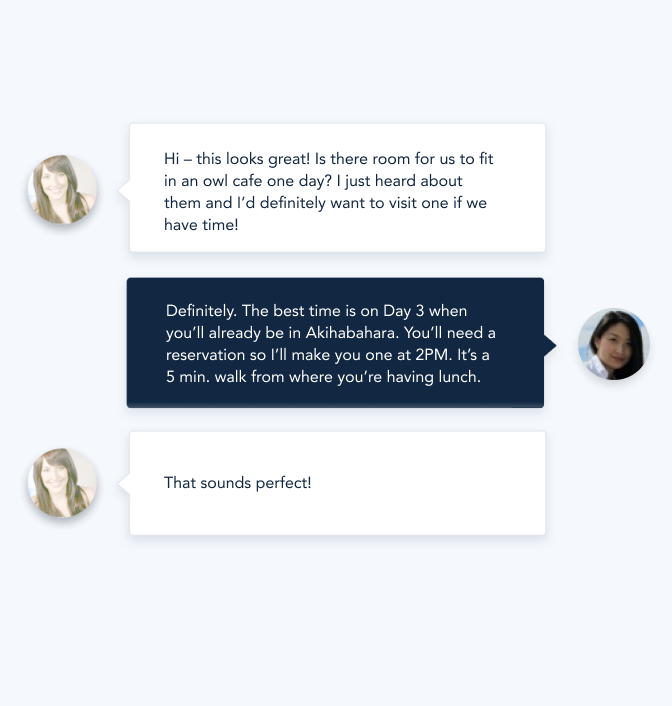 Hi – this looks great! Is there room for us to fit
in an owl cafe one day? I just heard about
them and I’d definitely want to visit one if we
have time!
Definitely. The best time is on Day 3 when
you’ll already be in Akihabahara. You’ll need a
reservation so I’ll make you one at 2PM. It’s a
5 min. walk from where you’re having lunch.
That sounds perfect!